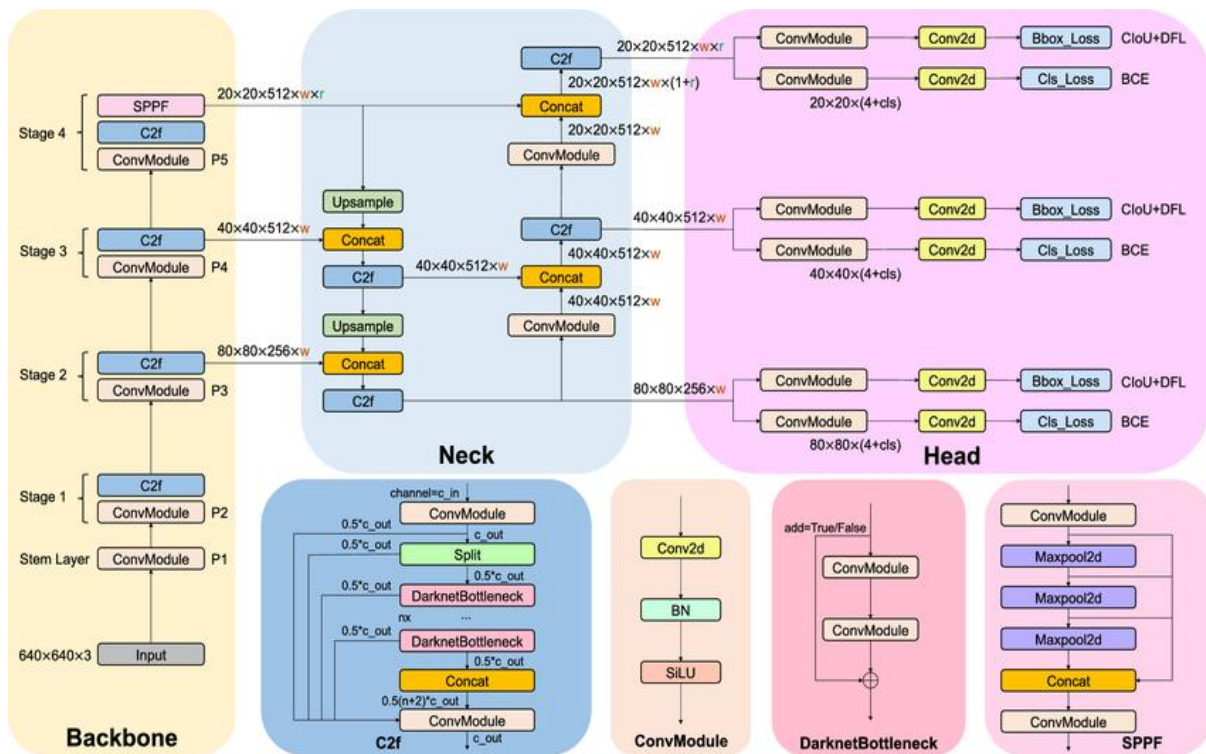 Stage 4
SPPF
C2f
ConvModule
P5
20×20×512×w×r
Stage 3
C2f
ConvModule
P4
40×40×512×w
Stage 2
C2f
ConvModule
P3
80×80×256×w
Stage 1
C2f
ConvModule
P2
Stem Layer
ConvModule
P1
640×640×3
Input
Backbone
Upsample
Concat
C2f
40×40×512×w
Upsample
Concat
C2f
C2f
20×20×512×w×r
20×20×512×w×(1+r)
Concat
20×20×512×w
ConvModule
C2f
40×40×512×w
40×40×512×w
Concat
40×40×512×w
ConvModule
80×80×256×w
Neck
ConvModule
Conv2d
Bbox_Loss
CIoU+DFL
ConvModule
Conv2d
Cls_Loss
BCE
20×20×(4+cls)
ConvModule
Conv2d
Bbox_Loss
CIoU+DFL
ConvModule
Conv2d
Cls_Loss
BCE
40×40×(4+cls)
ConvModule
Conv2d
Bbox_Loss
CIoU+DFL
ConvModule
Conv2d
Cls_Loss
BCE
80×80×(4+cls)
Head
channel=c_in
ConvModule
0.5*c_out
c_out
0.5*c_out
Split
0.5*c_out
0.5*c_out
DarknetBottleneck
nx
...
0.5*c_out
DarknetBottleneck
0.5*c_out
Concat
0.5(n+2)*c_out
ConvModule
C2f
c_out
Conv2d
BN
SiLU
ConvModule
add=True/False
ConvModule
ConvModule
DarknetBottleneck
ConvModule
Maxpool2d
Maxpool2d
Maxpool2d
Concat
ConvModule
SPPF